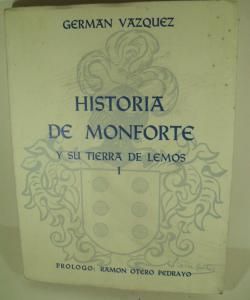 GERMAN VAZQUEZ
HISTORIA
DE MONFORTE
Y SU TIERRA DE LEMOS
I
PROLOGO: RAMON OTERO PEDRAYO